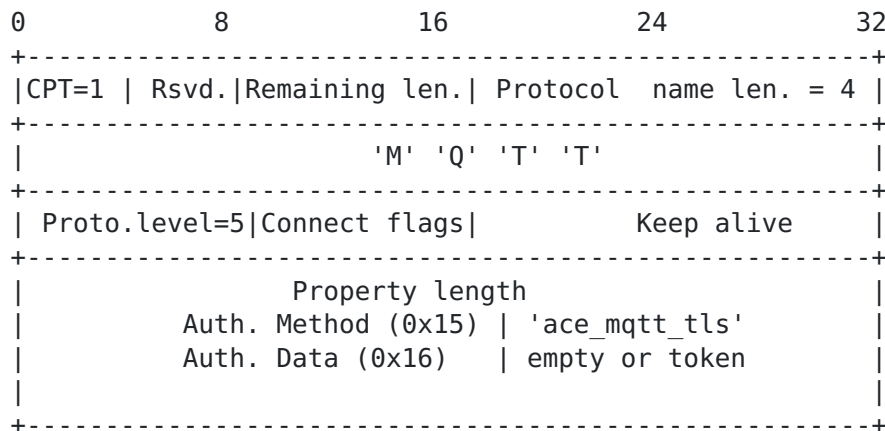 0             8             16             24             32
+------------------------------------------------------+
|CPT=1 | Rsvd.|Remaining len.| Protocol  name len. = 4 |
+------------------------------------------------------+
|                      'M' 'Q' 'T' 'T'                 |
+------------------------------------------------------+
| Proto.level=5|Connect flags|          Keep alive     |
+------------------------------------------------------+
|                 Property length                      |
|          Auth. Method (0x15) | 'ace_mqtt_tls'        |
|          Auth. Data (0x16)   | empty or token        |
|                                                      |
+------------------------------------------------------+